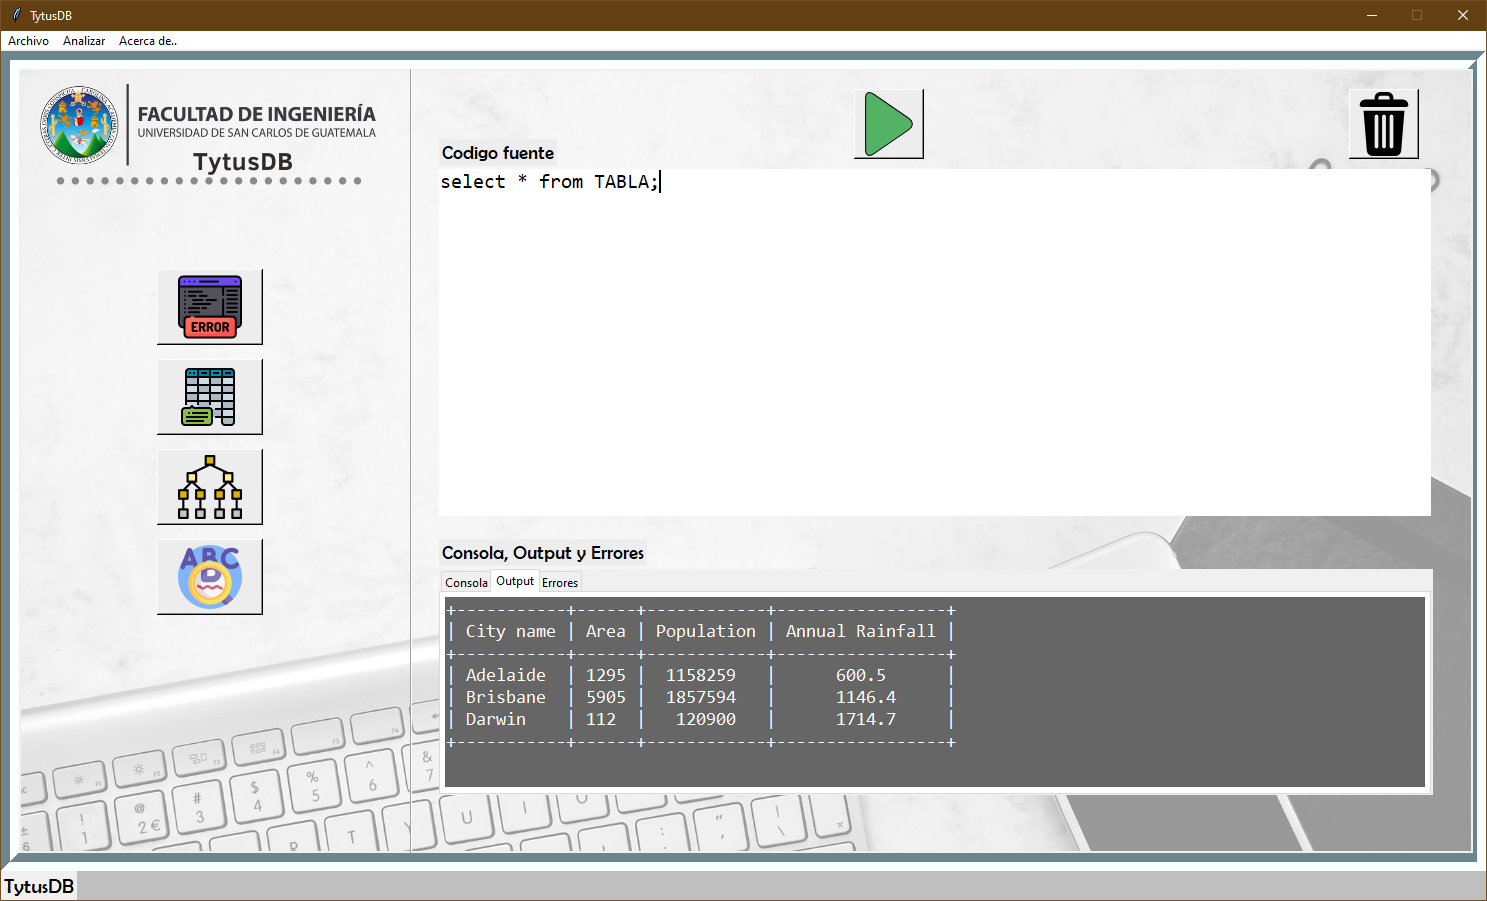 TytusDB
Archivo Analizar Acerca de..
FACULTAD DE INGENIERÍA
UNIVERSIDAD DE SAN CARLOS DE GUATEMALA
TytusDB
Codigo fuente
select * from TABLA;
ERROR
ABC
Consola, Output y Errores
Consola Output Errores
+-----------+------+------------+-----------------+
| City name | Area | Population | Annual Rainfall |
+-----------+------+------------+-----------------+
| Adelaide  | 1295 |  1158259   |      600.5      |
| Brisbane  | 5905 |  1857594   |      1146.4     |
| Darwin    | 112  |   120900   |      1714.7     |
+-----------+------+------------+-----------------+
TytusDB